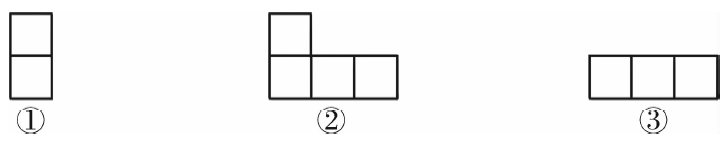 ① ② ③